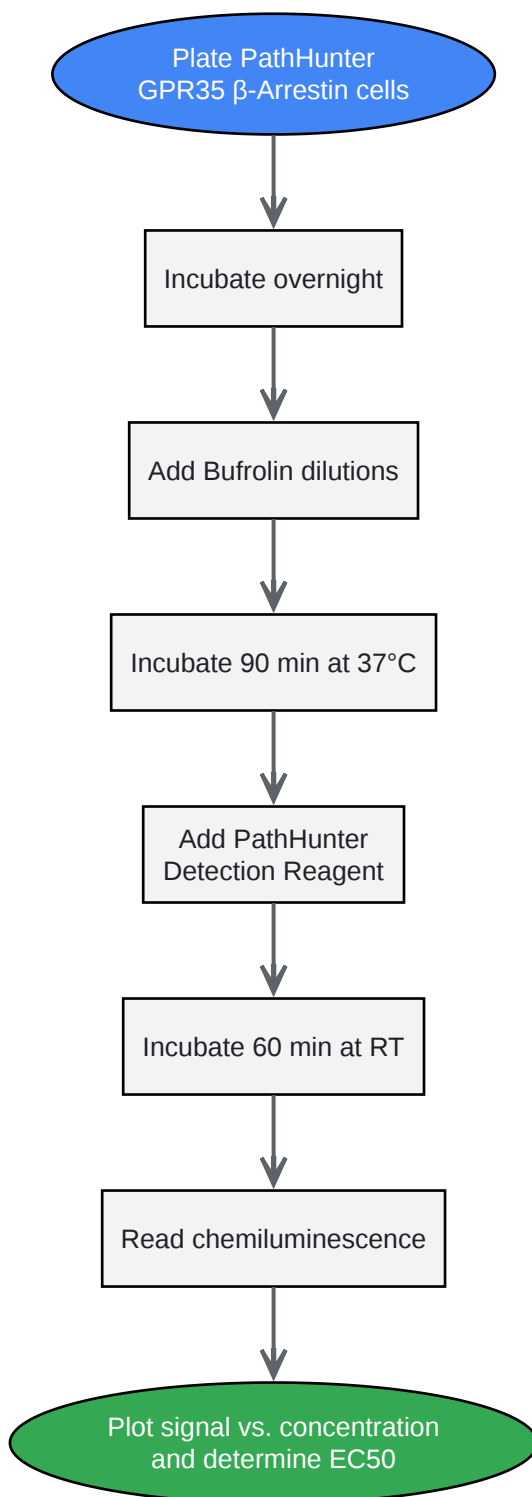 Plate PathHunter
GPR35 β-Arrestin cells
Incubate overnight
Add Bufrolin dilutions
Incubate 90 min at 37°C
Add PathHunter
Detection Reagent
Incubate 60 min at RT
Read chemiluminescence
Plot signal vs. concentration
and determine EC50